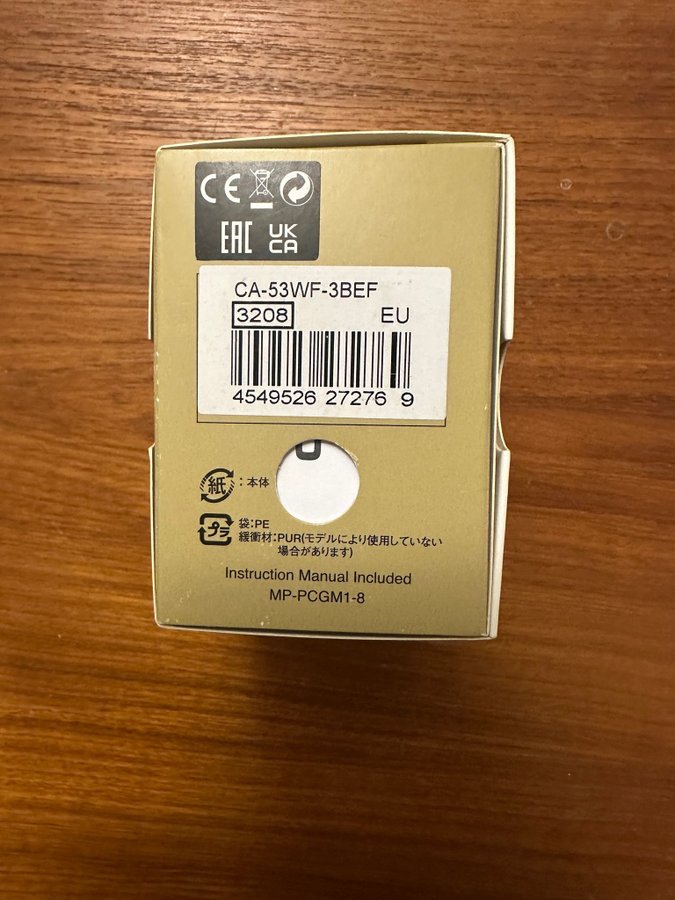 CE
EAC
UK
CA
CA-53WF-3BEF
3208 EU
4549526 27276 9
紙:本体
プラ 袋:PE
緩衝材:PUR(モデルにより使用していない
場合があります)
Instruction Manual Included
MP-PCGM1-8